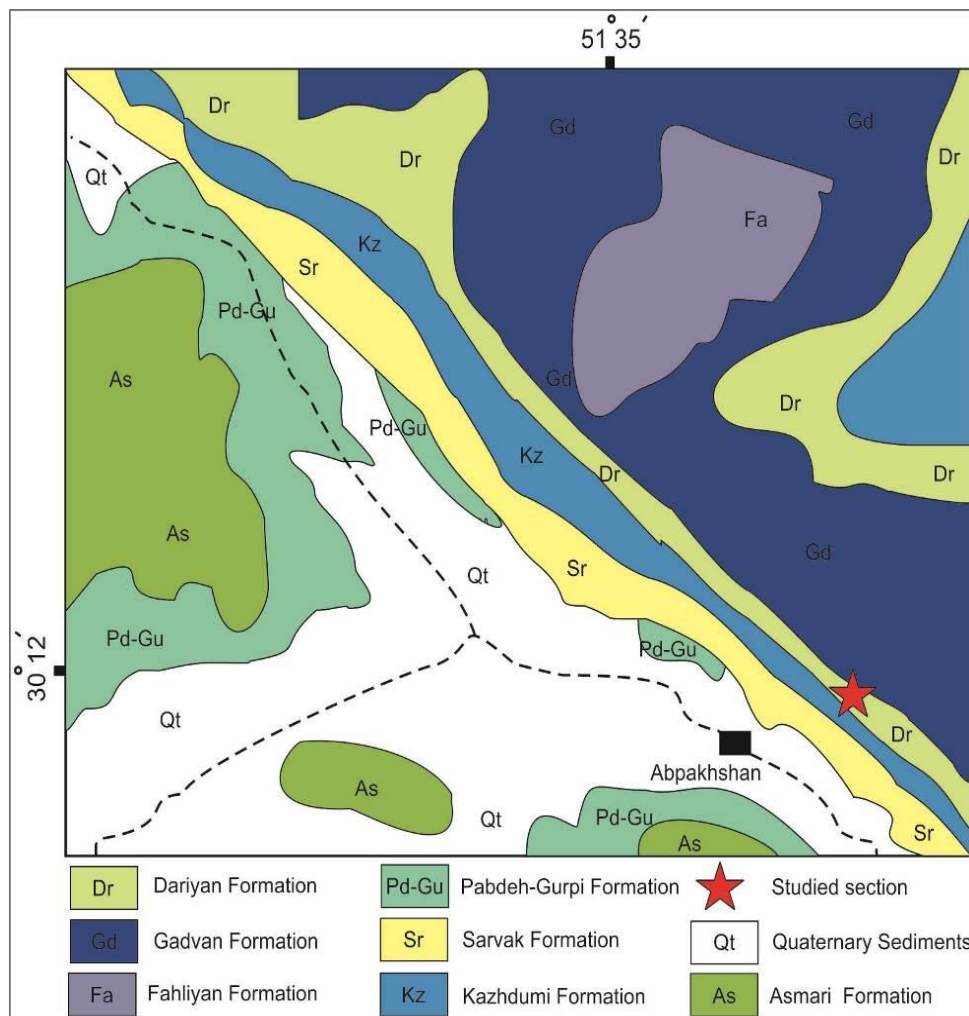 51 35
° ´
Dr
Gd
Gd
Dr
Dr
Qt
Fa
Kz
Sr
Pd-Gu
As
Gd
Dr
Pd-Gu
Kz
Dr
Dr
As
Gd
Qt
Sr
Pd-Gu
Pd-Gu
30° 12´
Qt
Dr
Abpakhshan
As
Qt
Pd-Gu
Sr
As
Dr Dariyan Formation
Pd-Gu Pabdeh-Gurpi Formation
Studied section
Gd Gadvan Formation
Sr Sarvak Formation
Qt Quaternary Sediments
Fa Fahliyan Formation
Kz Kazhdumi Formation
As Asmari Formation